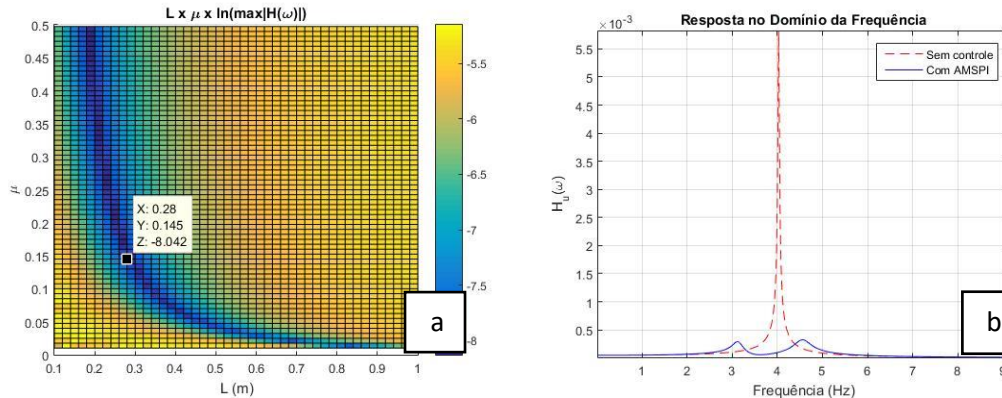 L x μ x ln(max|H(ω)|)
0.5
0.45
0.4
0.35
0.3
0.25
0.2
0.15
0.1
0.05
0
μ
X: 0.28
Y: 0.145
Z: -8.042
0.1 0.2 0.3 0.4 0.5 0.6 0.7 0.8 0.9 1
L (m)
-5.5
-6
-7.5
-8
a
Resposta no Domínio da Frequência
×10⁻³
5.5
5
4.5
4
3.5
3
2.5
2
1.5
1
0.5
H_u(ω)
Sem controle
Com AMSPI
1 2 3 4 5 6 7 8 9
Frequência (Hz)
b